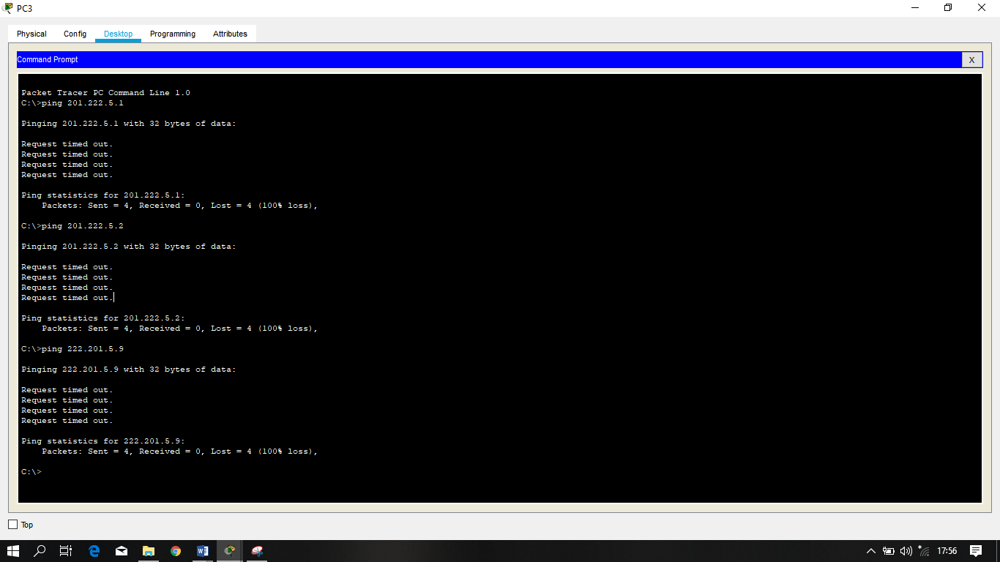 PC3
Physical Config Desktop Programming Attributes
Command Prompt X
Packet Tracer PC Command Line 1.0
C:\>ping 201.222.5.1
Pinging 201.222.5.1 with 32 bytes of data:
Request timed out.
Request timed out.
Request timed out.
Request timed out.
Ping statistics for 201.222.5.1:
Packets: Sent = 4, Received = 0, Lost = 4 (100% loss),
C:\>ping 201.222.5.2
Pinging 201.222.5.2 with 32 bytes of data:
Request timed out.
Request timed out.
Request timed out.
Request timed out.
Ping statistics for 201.222.5.2:
Packets: Sent = 4, Received = 0, Lost = 4 (100% loss),
C:\>ping 222.201.5.9
Pinging 222.201.5.9 with 32 bytes of data:
Request timed out.
Request timed out.
Request timed out.
Request timed out.
Ping statistics for 222.201.5.9:
Packets: Sent = 4, Received = 0, Lost = 4 (100% loss),
C:\>
Top
17:56